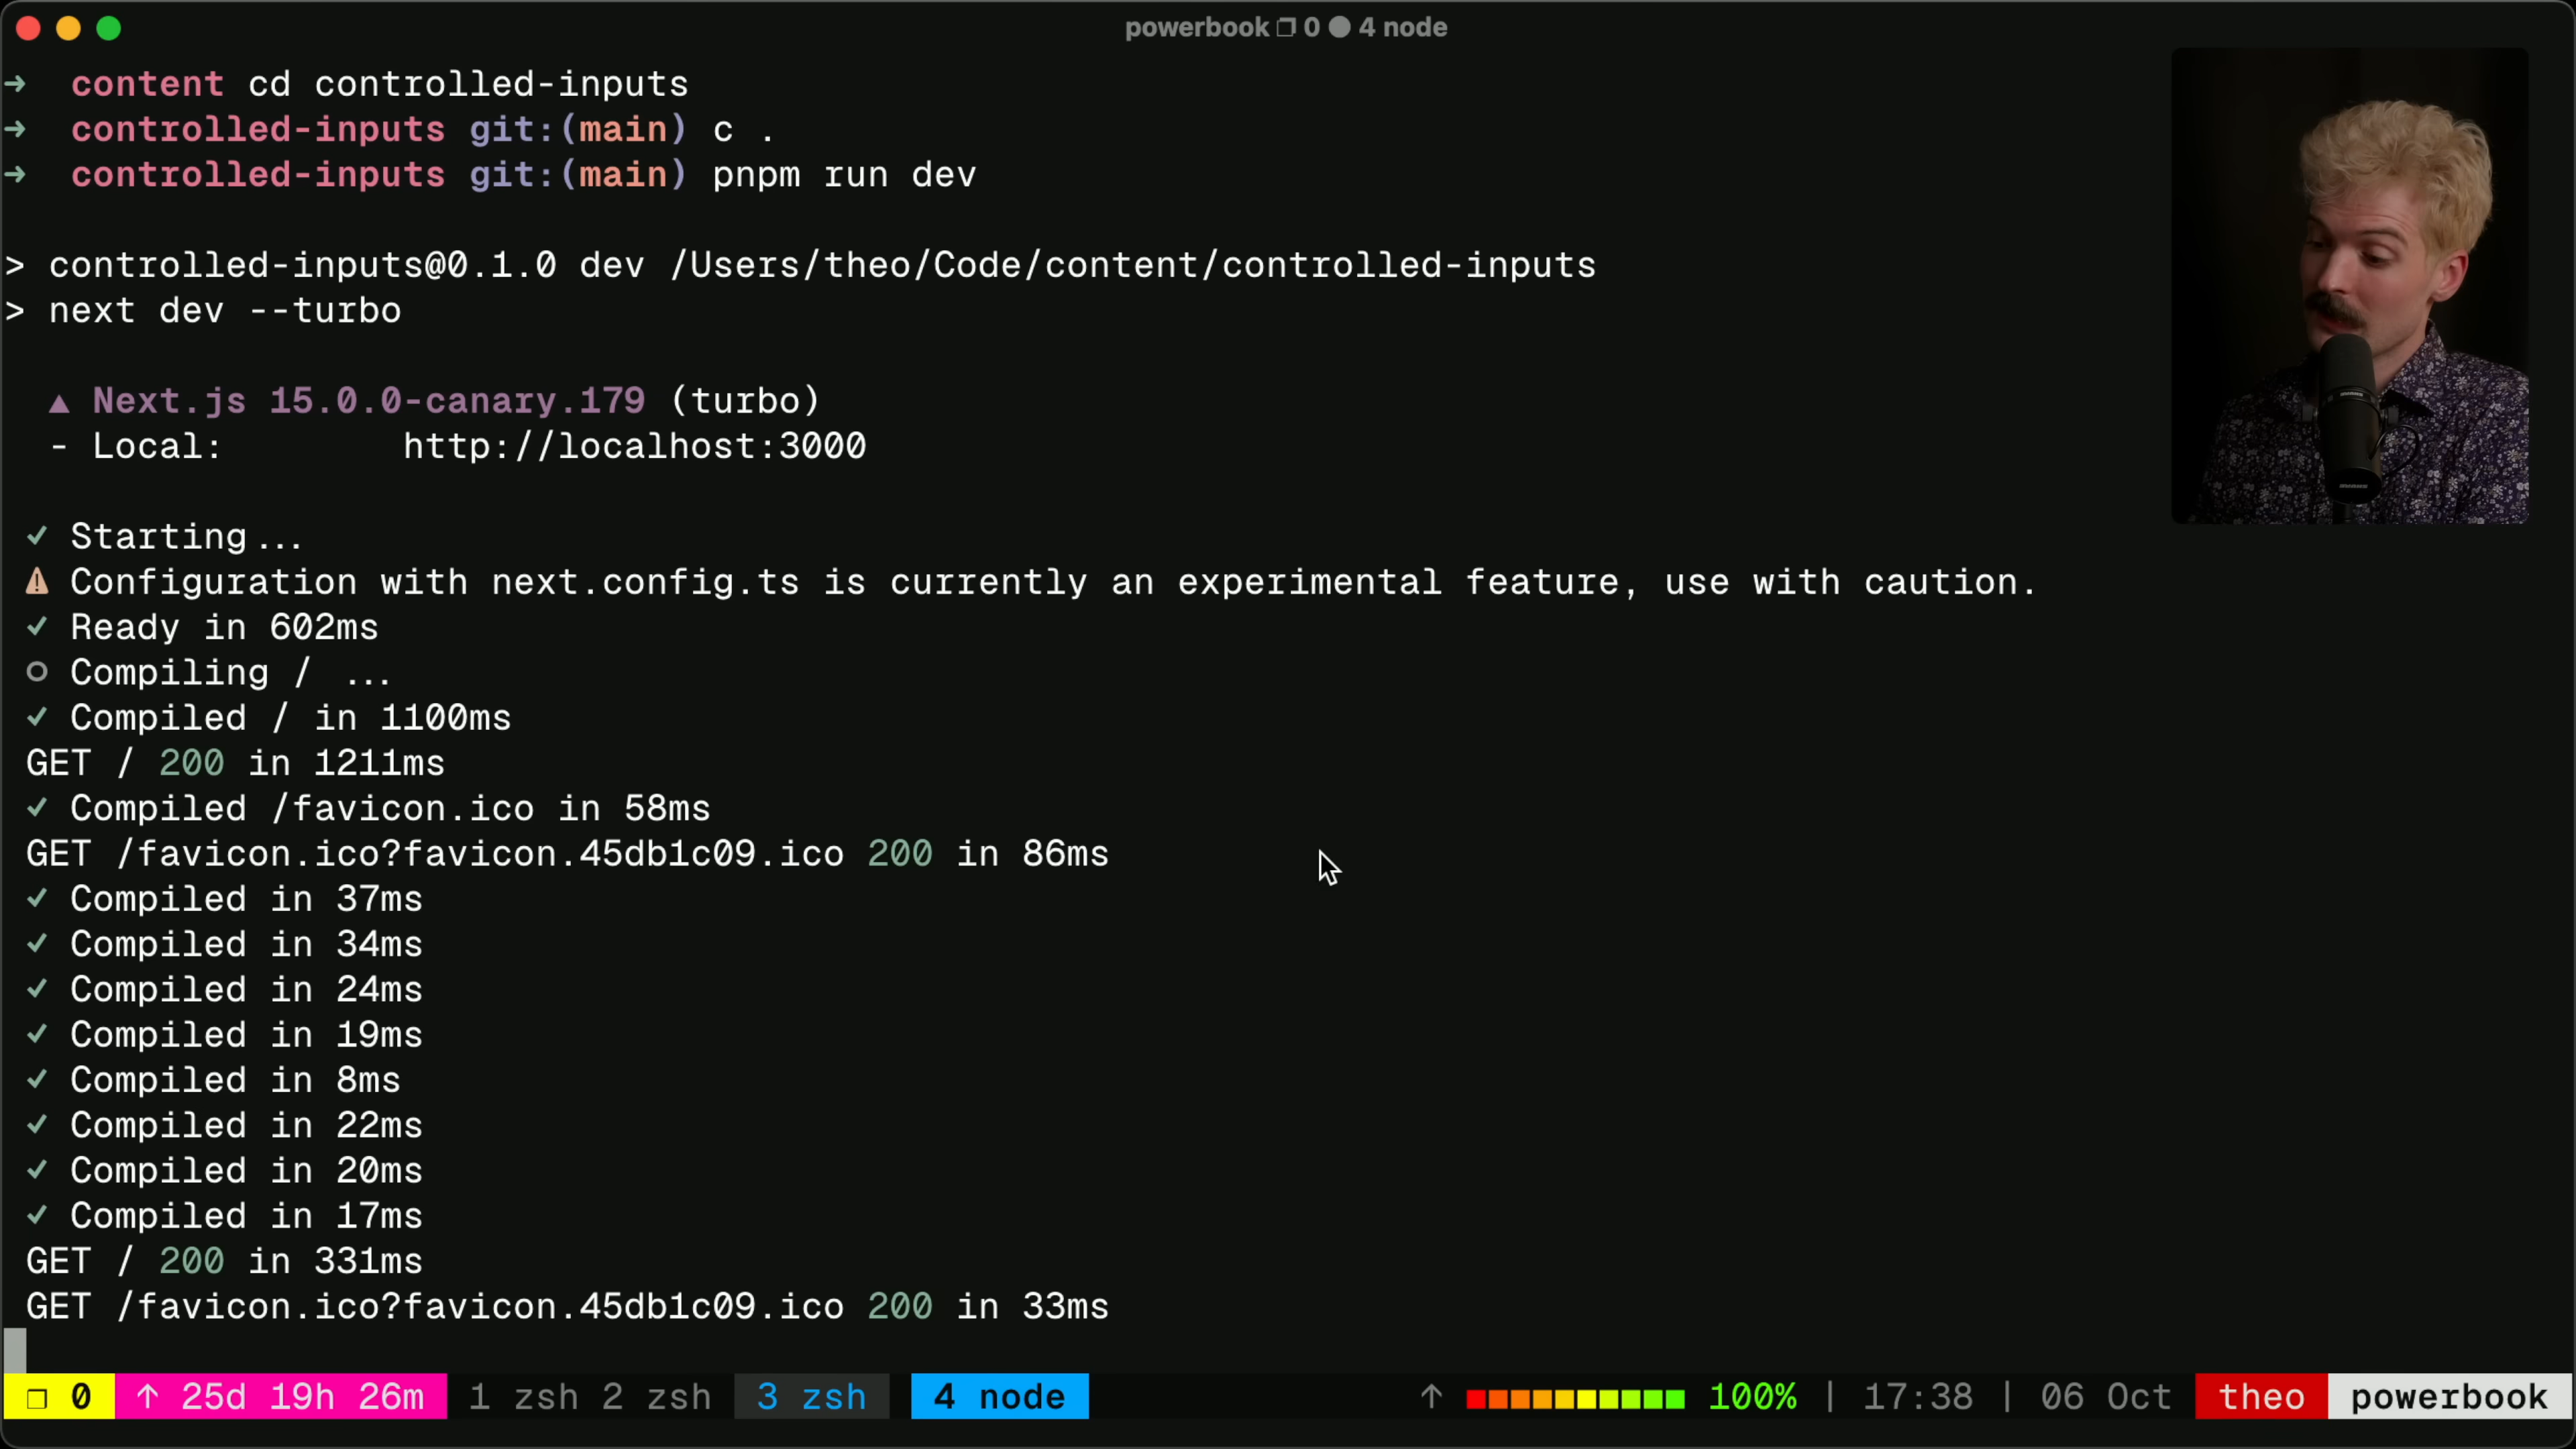 powerbook ❐ 0 ● 4 node
→ content cd controlled-inputs
→ controlled-inputs git:(main) c .
→ controlled-inputs git:(main) pnpm run dev
> controlled-inputs@0.1.0 dev /Users/theo/Code/content/controlled-inputs
> next dev --turbo
▲ Next.js 15.0.0-canary.179 (turbo)
- Local: http://localhost:3000
✓ Starting...
⚠ Configuration with next.config.ts is currently an experimental feature, use with caution.
✓ Ready in 602ms
○ Compiling / ...
✓ Compiled / in 1100ms
GET / 200 in 1211ms
✓ Compiled /favicon.ico in 58ms
GET /favicon.ico?favicon.45db1c09.ico 200 in 86ms
✓ Compiled in 37ms
✓ Compiled in 34ms
✓ Compiled in 24ms
✓ Compiled in 19ms
✓ Compiled in 8ms
✓ Compiled in 22ms
✓ Compiled in 20ms
✓ Compiled in 17ms
GET / 200 in 331ms
GET /favicon.ico?favicon.45db1c09.ico 200 in 33ms
❐ 0 ↑ 25d 19h 26m 1 zsh 2 zsh 3 zsh 4 node ↑ 100% | 17:38 | 06 Oct theo powerbook